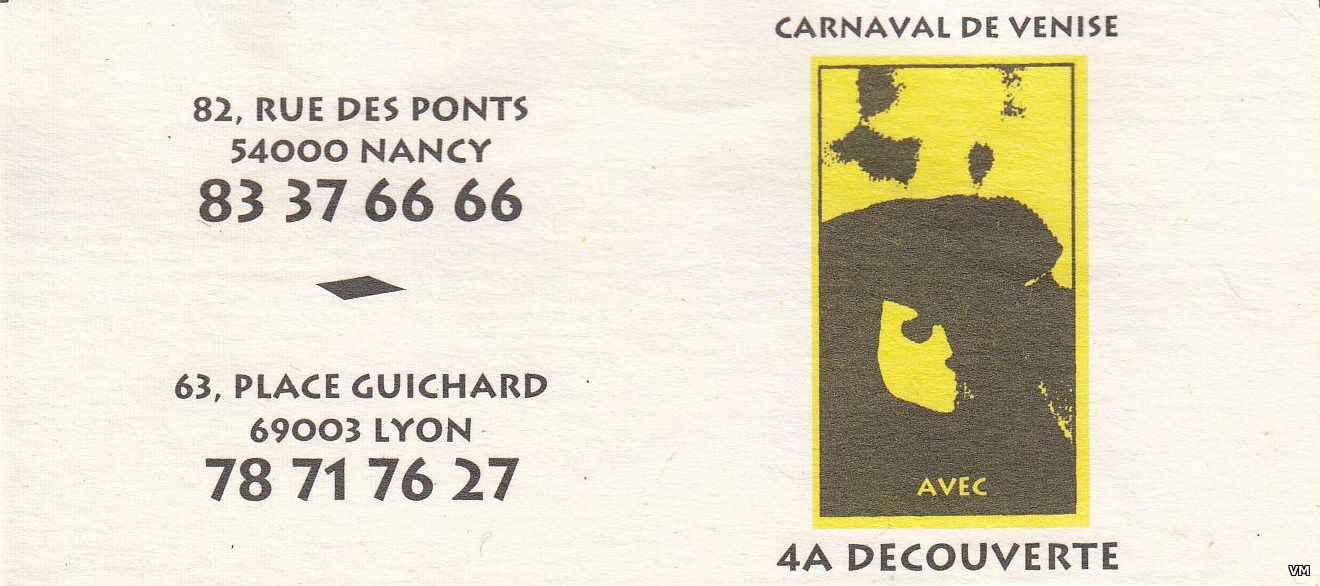 82, RUE DES PONTS
54000 NANCY
83 37 66 66
63, PLACE GUICHARD
69003 LYON
78 71 76 27
CARNAVAL DE VENISE
AVEC
4A DECOUVERTE
VM